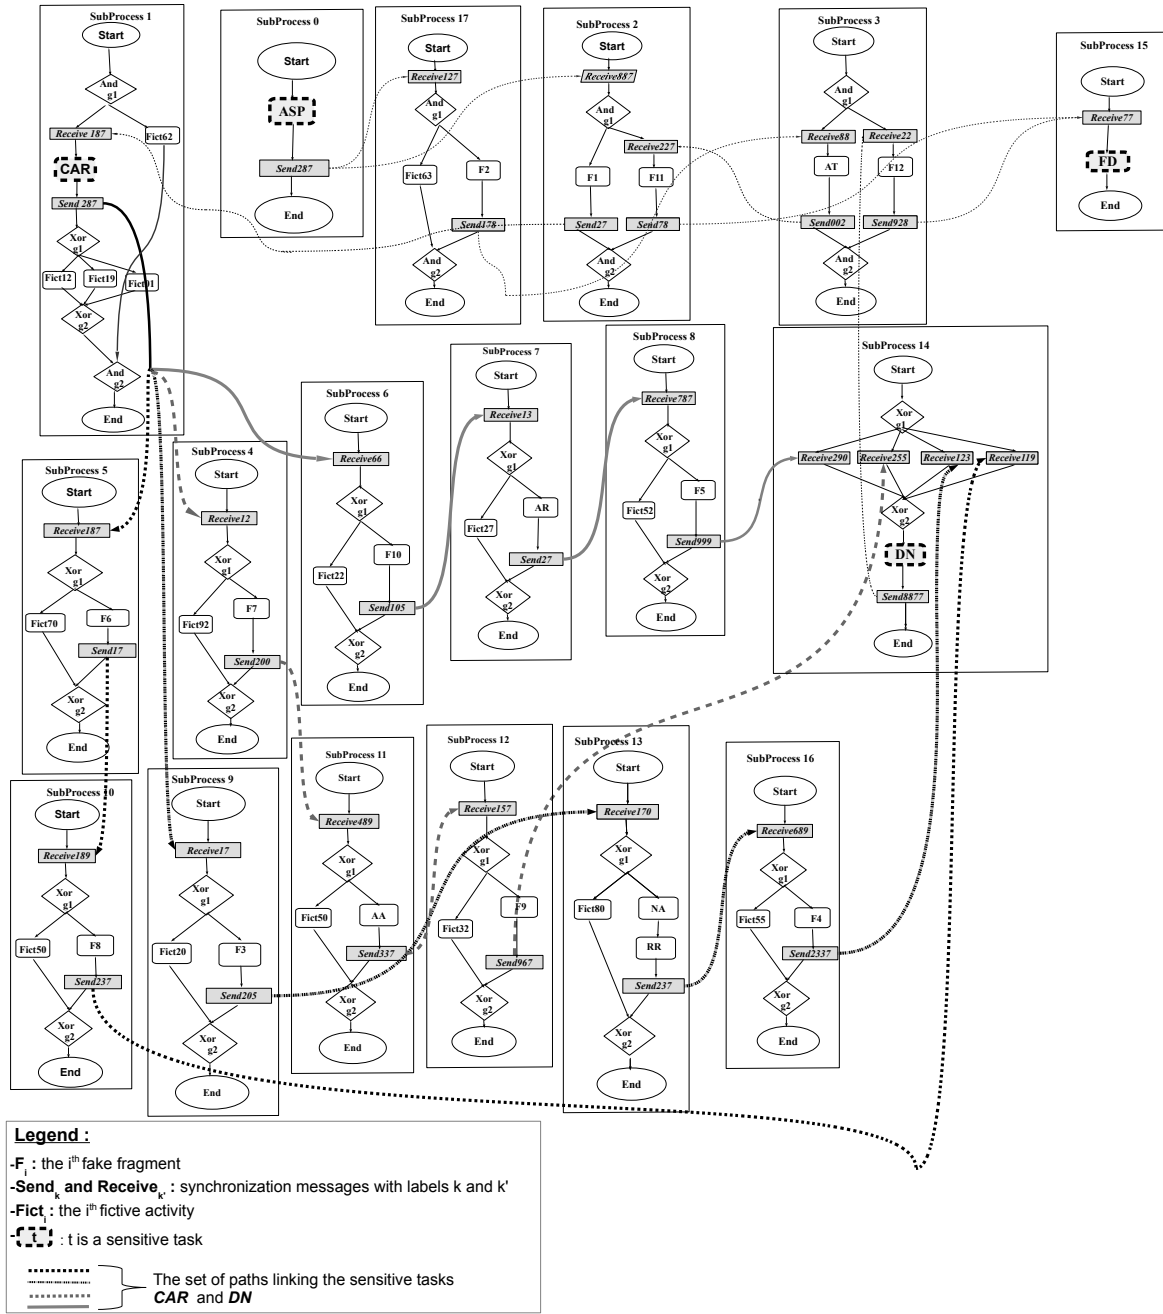 SubProcess 1
Start
And
g1
Receive 187
Fict62
CAR
Send 287
Xor
g1
Fict12
Fict19
Fict01
Xor
g2
And
g2
End
SubProcess 0
Start
ASP
Send287
End
SubProcess 17
Start
Receive127
And
g1
Fict63
F2
Send178
And
g2
End
SubProcess 2
Start
Receive887
And
g1
Receive227
F1
F11
Send27
Send78
And
g2
End
SubProcess 3
Start
And
g1
Receive88
Receive22
AT
F12
Send002
Send928
And
g2
End
SubProcess 15
Start
Receive77
FD
End
SubProcess 5
Start
Receive187
Xor
g1
Fict70
F6
Send17
Xor
g2
End
SubProcess 4
Start
Receive12
Xor
g1
Fict92
F7
Send200
Xor
g2
End
SubProcess 6
Start
Receive66
Xor
g1
Fict22
F10
Send105
Xor
g2
End
SubProcess 7
Start
Receive13
Xor
g1
Fict27
AR
Send27
Xor
g2
End
SubProcess 8
Start
Receive787
Xor
g1
Fict52
F5
Send999
Xor
g2
End
SubProcess 14
Start
Xor
g1
Receive290
Receive255
Receive123
Receive119
Xor
g2
DN
Send8877
End
SubProcess 10
Start
Receive189
Xor
g1
Fict50
F8
Send237
Xor
g2
End
SubProcess 9
Start
Receive17
Xor
g1
Fict20
F3
Send205
Xor
g2
End
SubProcess 11
Start
Receive489
Xor
g1
Fict50
AA
Send337
Xor
g2
End
SubProcess 12
Start
Receive157
Xor
g1
Fict32
F9
Send967
Xor
g2
End
SubProcess 13
Start
Receive170
Xor
g1
Fict80
NA
RR
Send237
Xor
g2
End
SubProcess 16
Start
Receive689
Xor
g1
Fict55
F4
Send2337
Xor
g2
End
Legend :
-Fi : the ith fake fragment
-Sendk and Receivek' : synchronization messages with labels k and k'
-Ficti : the ith fictive activity
- t : t is a sensitive task
The set of paths linking the sensitive tasks
CAR and DN